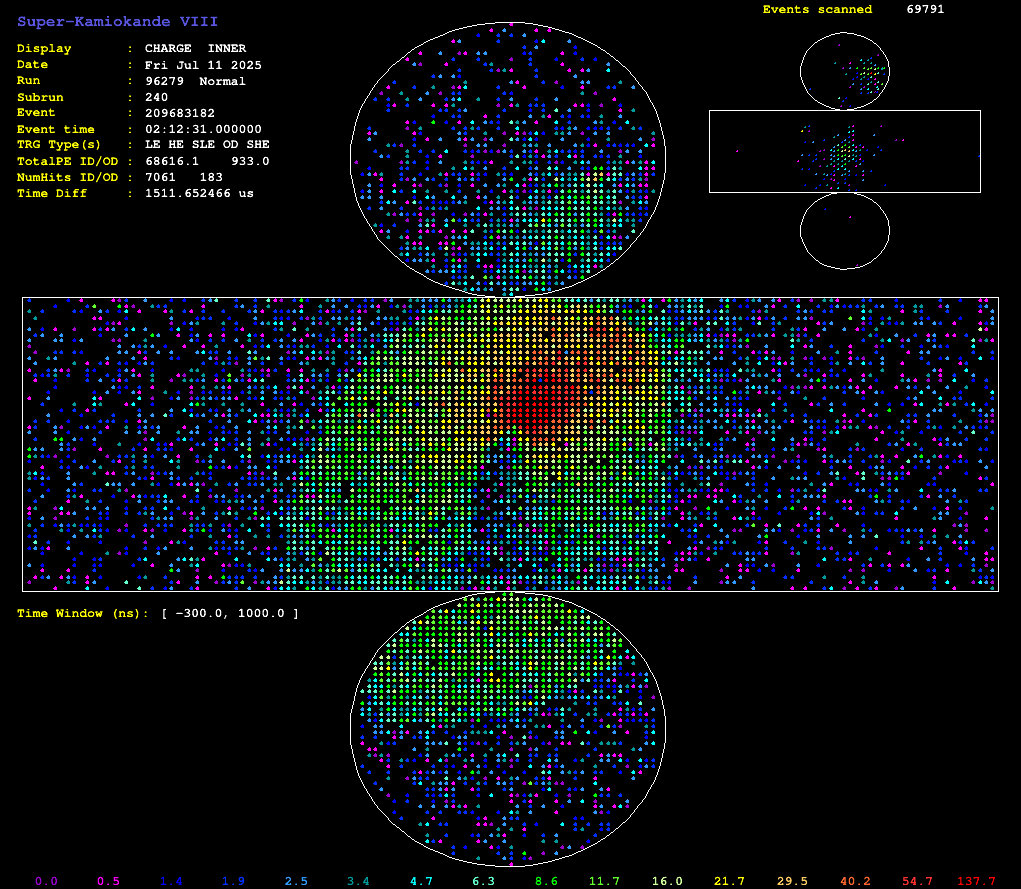 Super-Kamiokande VIII
Events scanned 69791
Display : CHARGE INNER
Date : Fri Jul 11 2025
Run : 96279 Normal
Subrun : 240
Event : 209683182
Event time : 02:12:31.000000
TRG Type(s) : LE HE SLE OD SHE
TotalPE ID/OD : 68616.1 933.0
NumHits ID/OD : 7061 183
Time Diff : 1511.652466 us
Time Window (ns): [ -300.0, 1000.0 ]
0.0 0.5 1.4 1.9 2.5 3.4 4.7 6.3 8.6 11.7 16.0 21.7 29.5 40.2 54.7 137.7